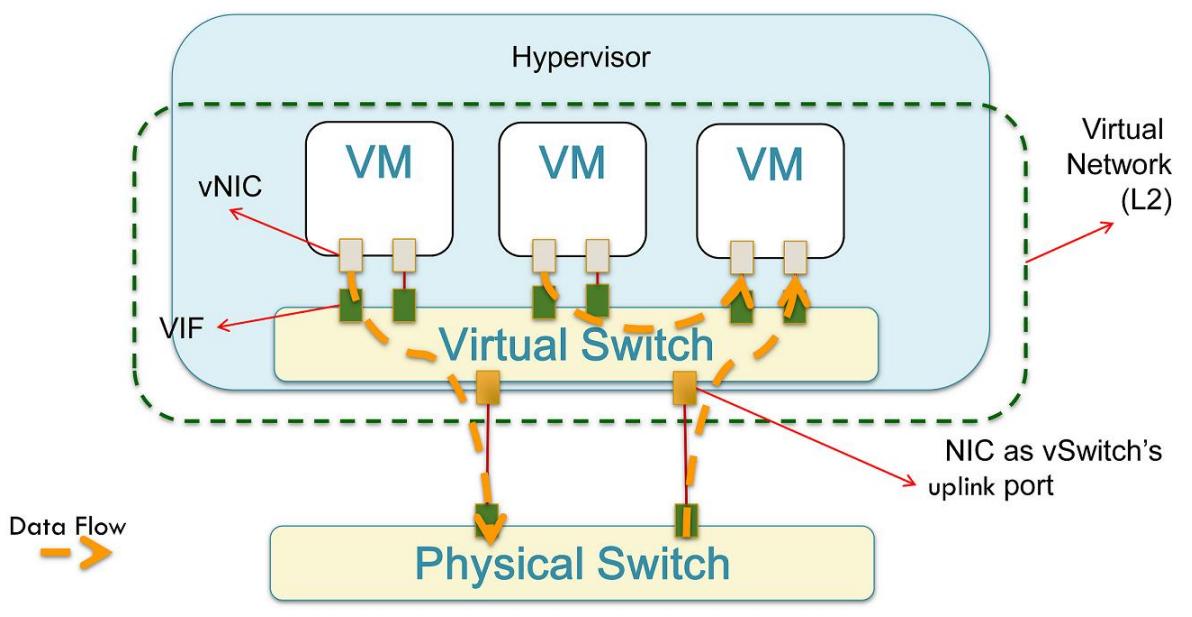 Hypervisor
VM
VM
VM
Virtual
Network
(L2)
vNIC
VIF
Virtual Switch
NIC as vSwitch’s
uplink port
Data Flow
Physical Switch